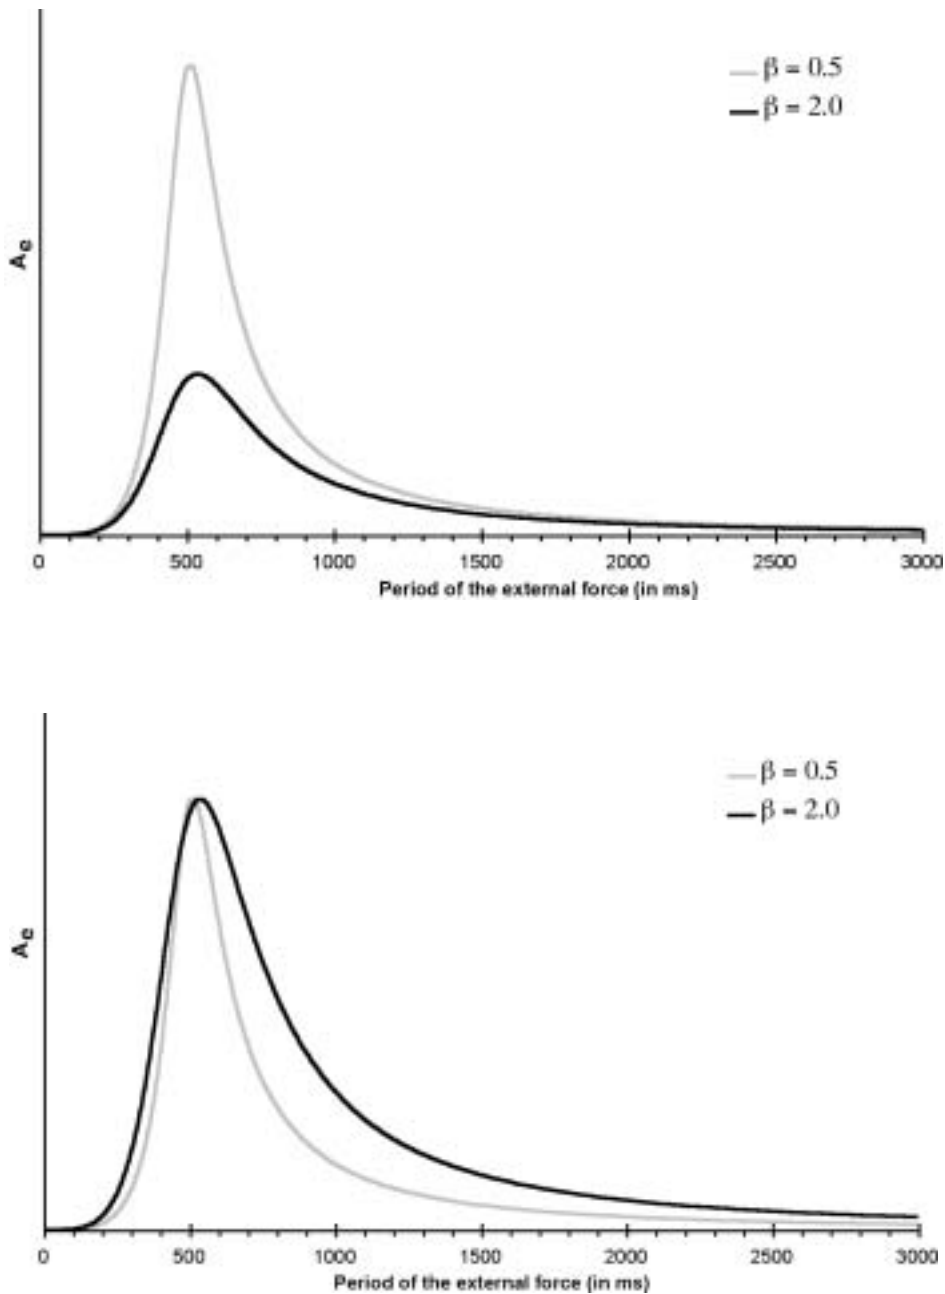 β = 0.5
β = 2.0
Ae
0 500 1000 1500 2000 2500 3000
Period of the external force (in ms)
β = 0.5
β = 2.0
Ae
0 500 1000 1500 2000 2500 3000
Period of the external force (in ms)